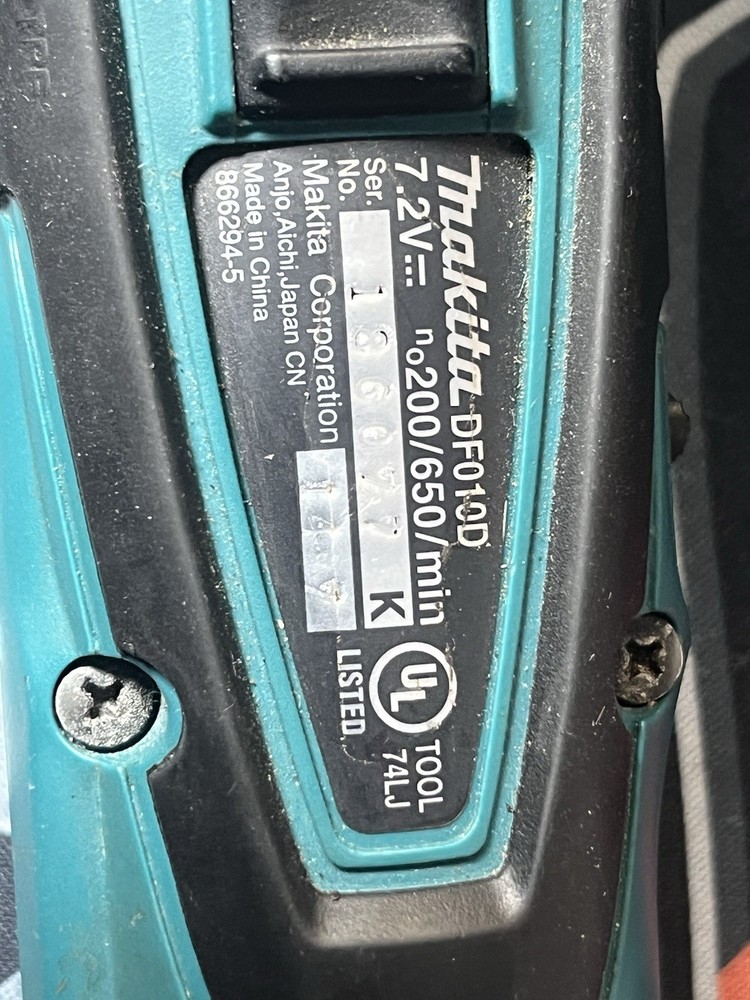 makita DF010D
7.2V⎓ n₀200/650/min
Ser.
No. 186077 K
Makita Corporation
Anjo,Aichi,Japan CN
Made in China
866294-5
UL
LISTED
TOOL
74LJ